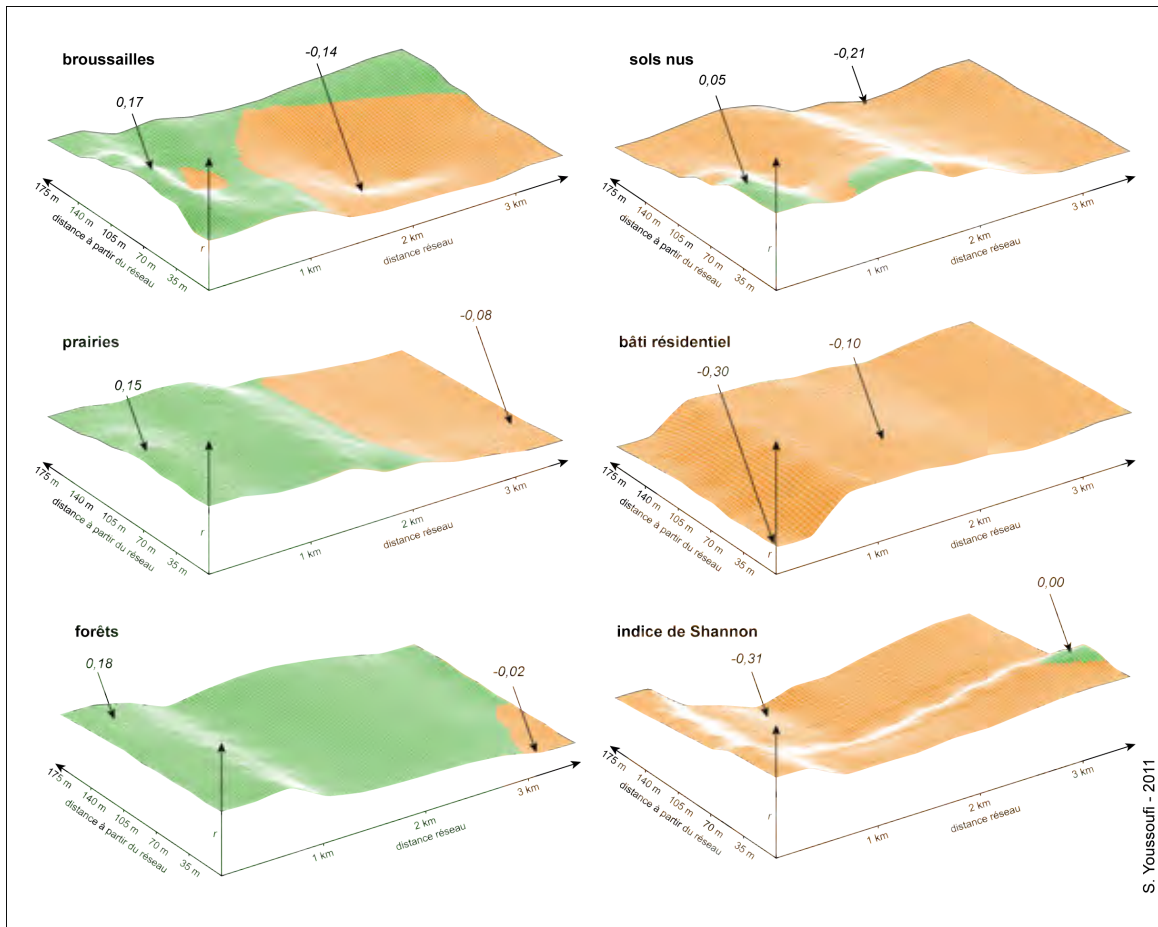 broussailles
-0,14
0,17
175 m
140 m
105 m
70 m
35 m
distance à partir du réseau
r
1 km
2 km
3 km
distance réseau
sols nus
-0,21
0,05
175 m
140 m
105 m
70 m
35 m
distance à partir du réseau
r
1 km
2 km
3 km
distance réseau
prairies
-0,08
0,15
175 m
140 m
105 m
70 m
35 m
distance à partir du réseau
r
1 km
2 km
3 km
distance réseau
bâti résidentiel
-0,10
-0,30
175 m
140 m
105 m
70 m
35 m
distance à partir du réseau
r
1 km
2 km
3 km
distance réseau
forêts
0,18
-0,02
175 m
140 m
105 m
70 m
35 m
distance à partir du réseau
r
1 km
2 km
3 km
distance réseau
indice de Shannon
0,00
-0,31
175 m
140 m
105 m
70 m
35 m
distance à partir du réseau
r
1 km
2 km
3 km
distance réseau
S. Youssoufi - 2011